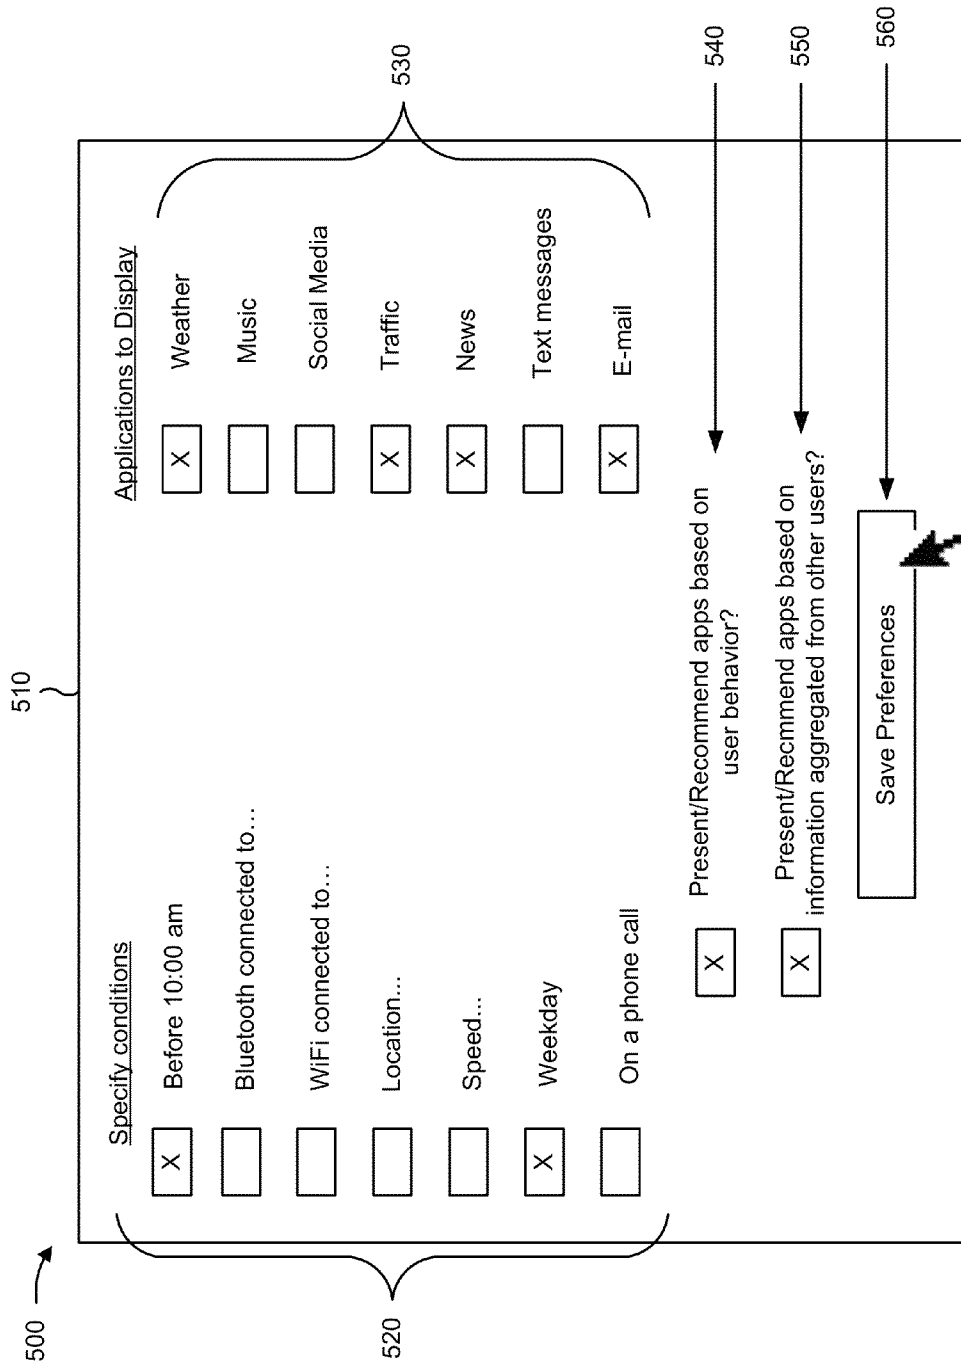 500
510
Specify conditions
Applications to Display
X Before 10:00 am
X Weather
Bluetooth connected to...
Music
WiFi connected to...
Social Media
Location...
X Traffic
Speed...
X News
X Weekday
Text messages
On a phone call
X E-mail
520
530
X Present/Recommend apps based on
user behavior?
540
X Present/Recmmend apps based on
information aggregated from other users?
550
Save Preferences
560